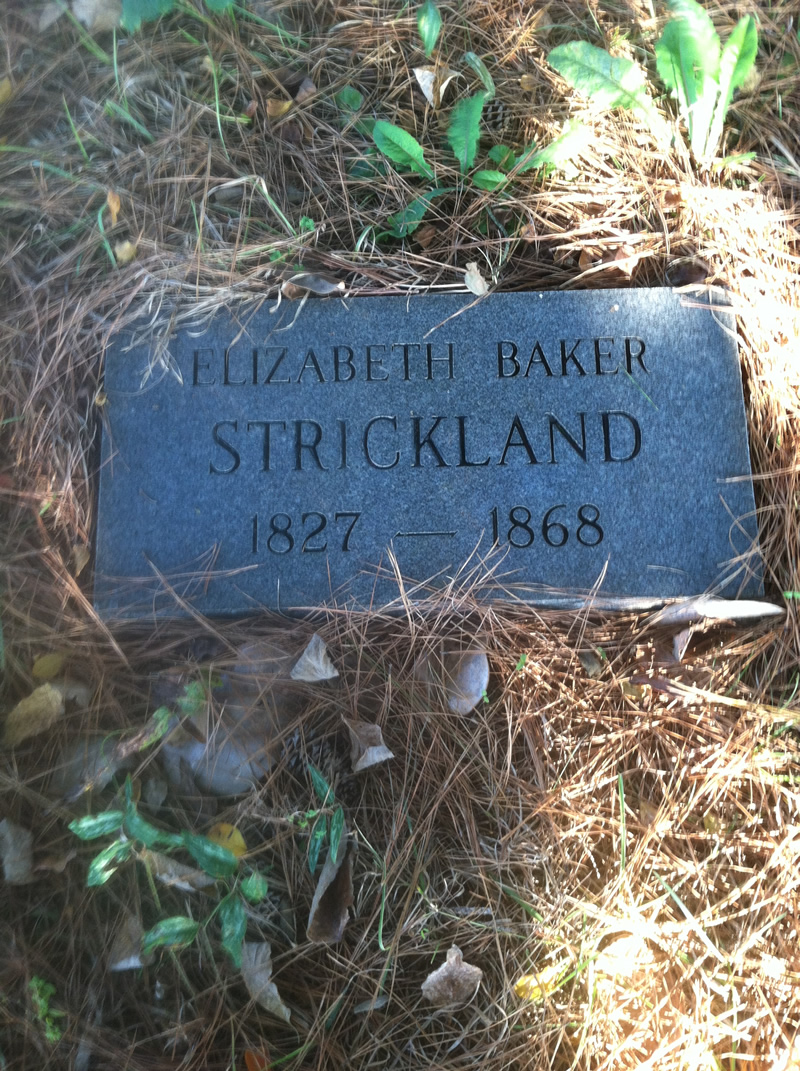 ELIZABETH BAKER
STRICKLAND
1827 — 1868